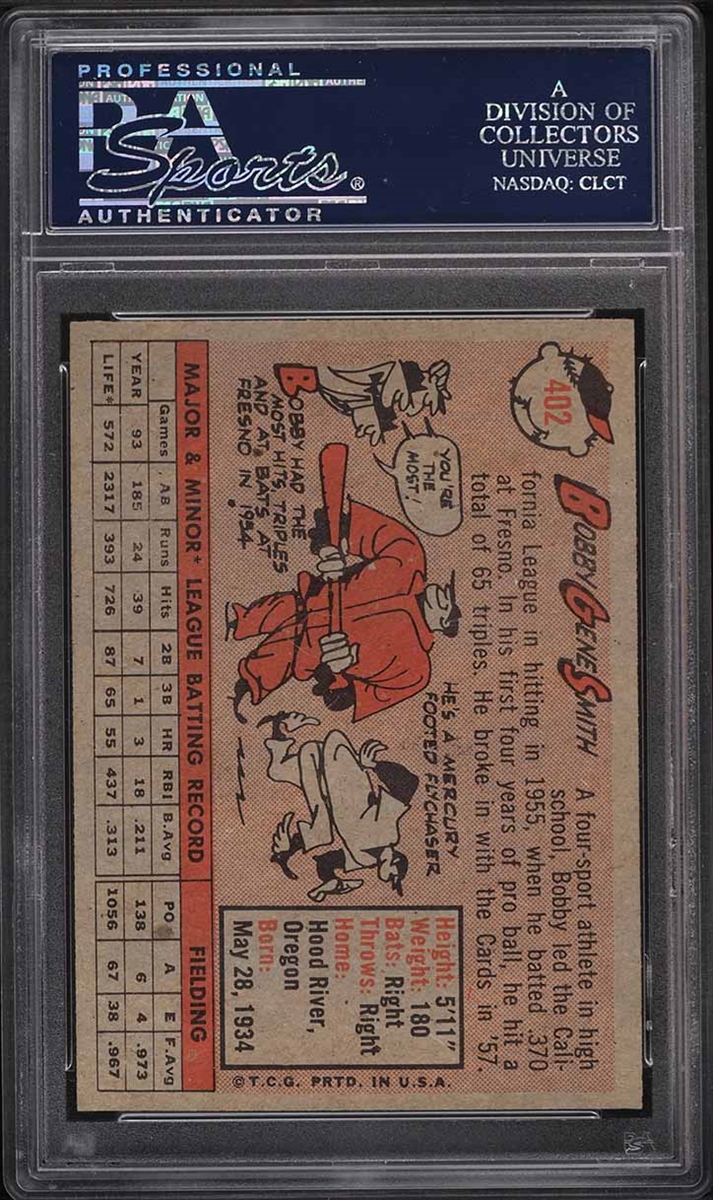 PROFESSIONAL
PSA
Sports®
AUTHENTICATOR
A
DIVISION OF
COLLECTORS
UNIVERSE
NASDAQ: CLCT
402
BOBBY GENE SMITH
A four-sport athlete in high
school, Bobby led the Cali-
fornia League in hitting in 1955, when he batted .370
at Fresno. In his first four years of pro ball, he hit a
total of 65 triples. He broke in with the Cards in '57.
YOU'RE
THE
MOST!
BOBBY HAD THE
MOST HITS, TRIPLES
AND AT BATS AT
FRESNO IN 1954.
HE'S A MERCURY
FOOTED FLYCHASER
Height: 5'11"
Weight: 180
Bats: Right
Throws: Right
Home:
Hood River,
Oregon
Born:
May 28, 1934
©T.C.G. PRTD. IN U.S.A.
MAJOR & MINOR* LEAGUE BATTING RECORD FIELDING
Games AB Runs Hits 2B 3B HR RBI B.Avg PO A E F.Avg
YEAR 93 185 24 39 7 1 3 18 .211 138 6 4 .973
LIFE* 572 2317 393 726 87 65 55 437 .313 1056 67 38 .967